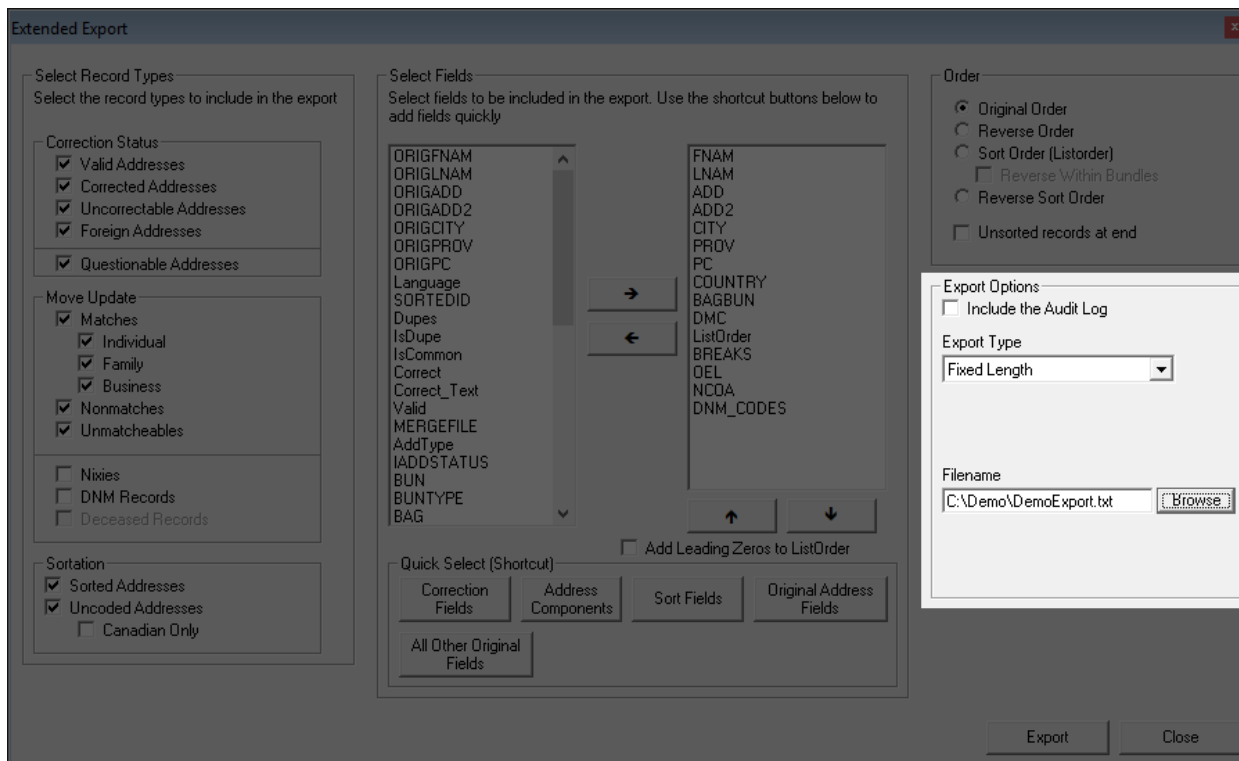 Extended Export
x
Select Record Types
Select the record types to include in the export
Correction Status
Valid Addresses
Corrected Addresses
Uncorrectable Addresses
Foreign Addresses
Questionable Addresses
Move Update
Matches
Individual
Family
Business
Nonmatches
Unmatcheables
Nixies
DNM Records
Deceased Records
Sortation
Sorted Addresses
Uncoded Addresses
Canadian Only
Select Fields
Select fields to be included in the export. Use the shortcut buttons below to
add fields quickly
ORIGFNAM
ORIGLNAM
ORIGADD
ORIGADD2
ORIGCITY
ORIGPROV
ORIGPC
Language
SORTEDID
Dupes
IsDupe
IsCommon
Correct
Correct_Text
Valid
MERGEFILE
AddType
IADDSTATUS
BUN
BUNTYPE
BAG
FNAM
LNAM
ADD
ADD2
CITY
PROV
PC
COUNTRY
BAGBUN
DMC
ListOrder
BREAKS
OEL
NCOA
DNM_CODES
Add Leading Zeros to ListOrder
Quick Select (Shortcut)
Correction
Fields
Address
Components
Sort Fields
Original Address
Fields
All Other Original
Fields
Order
Original Order
Reverse Order
Sort Order (Listorder)
Reverse Within Bundles
Reverse Sort Order
Unsorted records at end
Export Options
Include the Audit Log
Export Type
Fixed Length
Filename
C:\Demo\DemoExport.txt
Browse
Export
Close